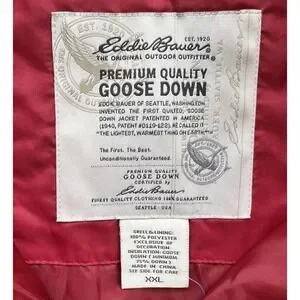 EST. 1920
Eddie Bauer
THE ORIGINAL OUTDOOR OUTFITTER
PREMIUM QUALITY
GOOSE DOWN
EDDIE BAUER OF SEATTLE, WASHINGTON
INVENTED THE FIRST QUILTED, GOOSE
DOWN JACKET PATENTED IN AMERICA
(1940, PATENT #D119-122). HE CALLED IT
"THE LIGHTEST, WARMEST THING ON EARTH"
The First. The Best.
Unconditionally Guaranteed.
PREMIUM QUALITY
GOOSE DOWN
CERTIFIED by
Eddie Bauer
FINEST QUALITY CLOTHING 100% GUARANTEED
SEATTLE - USA
SHELL & LINING:
100% POLYESTER
EXCLUSIVE OF
DECORATION
INSULATION: GOOSE
DOWN (MINIMUM
75% DOWN)
MADE IN CHINA
SEE SIDE FOR CARE
XXL